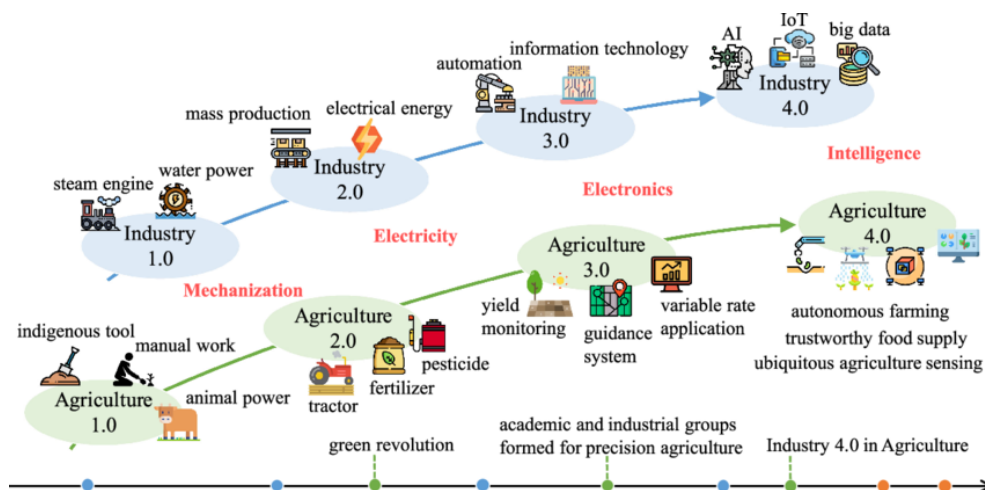 AI
IoT
big data
information technology
automation
Industry
4.0
Industry
3.0
mass production
electrical energy
Industry
2.0
Intelligence
steam engine
water power
Industry
1.0
Electronics
Electricity
Agriculture
4.0
Agriculture
3.0
Mechanization
yield
monitoring
guidance
system
variable rate
application
autonomous farming
trustworthy food supply
ubiquitous agriculture sensing
Agriculture
2.0
pesticide
fertilizer
tractor
indigenous tool
manual work
animal power
Agriculture
1.0
green revolution
academic and industrial groups
formed for precision agriculture
Industry 4.0 in Agriculture